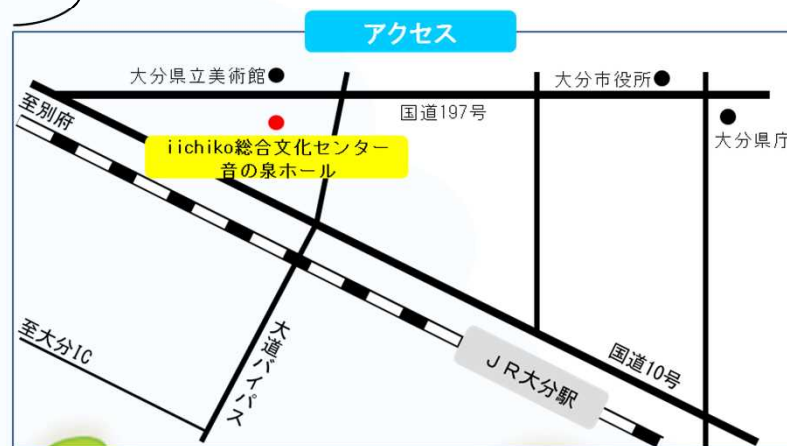 アクセス
大分県立美術館
大分市役所
至別府
国道197号
大分県庁
iichiko総合文化センター
音の泉ホール
至大分IC
大道バイパス
JR大分駅
国道10号